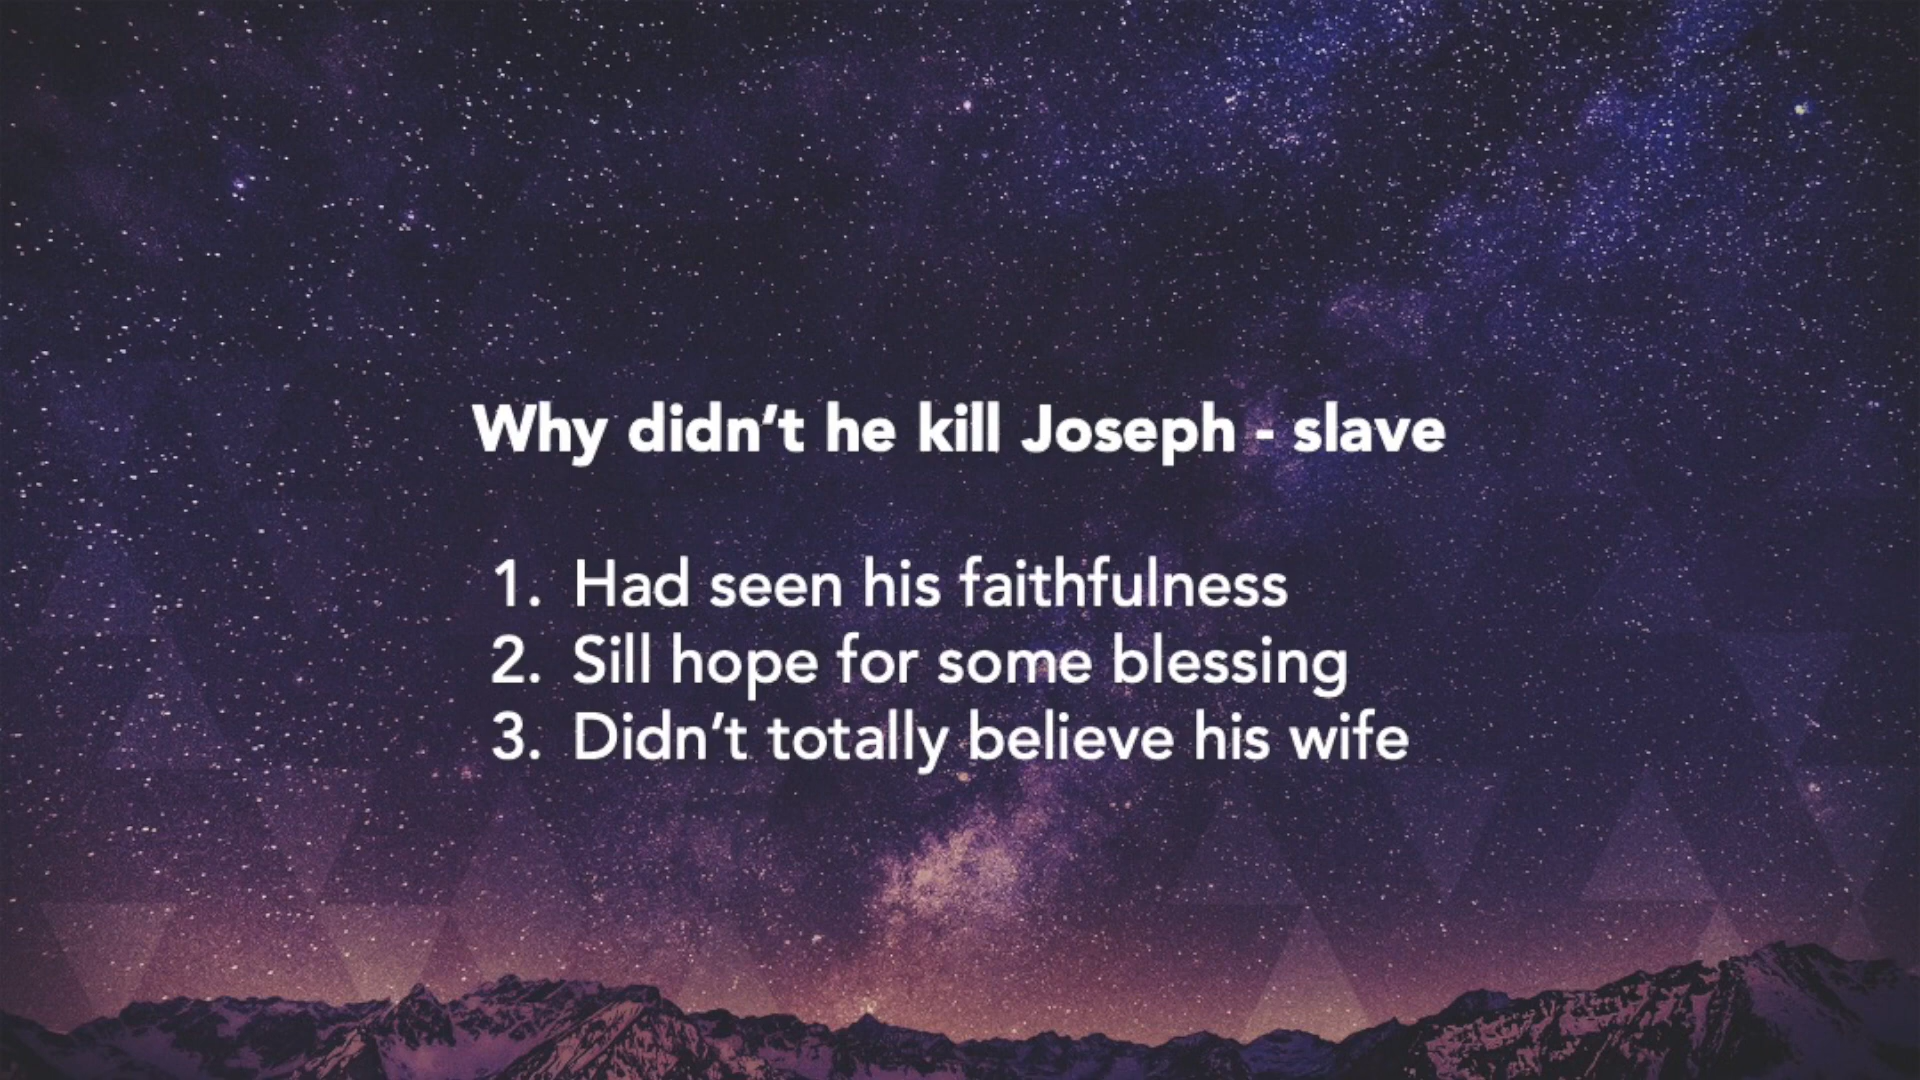 Why didn't he kill Joseph - slave
1. Had seen his faithfulness
2. Sill hope for some blessing
3. Didn't totally believe his wife